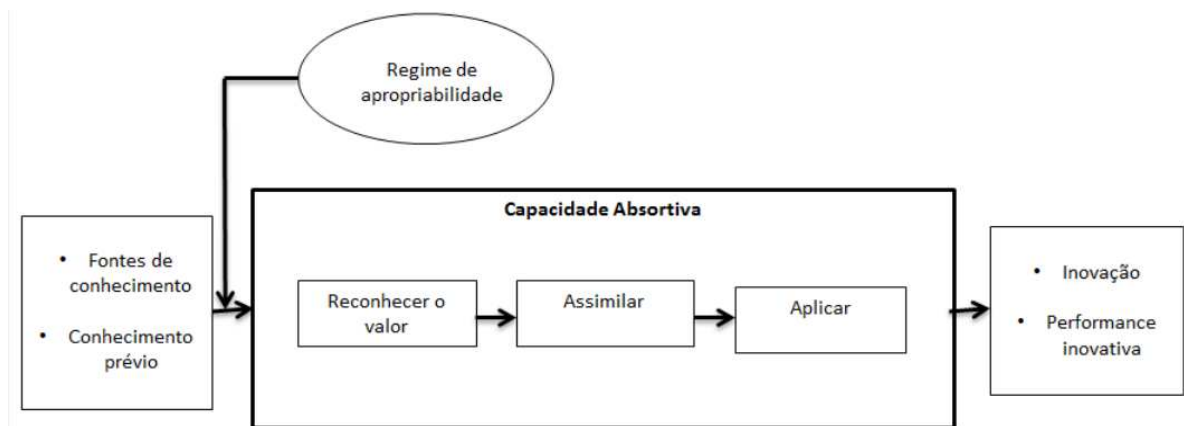 Regime de
apropriabilidade
Capacidade Absortiva
• Fontes de
conhecimento
• Conhecimento
prévio
Reconhecer o
valor
Assimilar
Aplicar
• Inovação
• Performance
inovativa